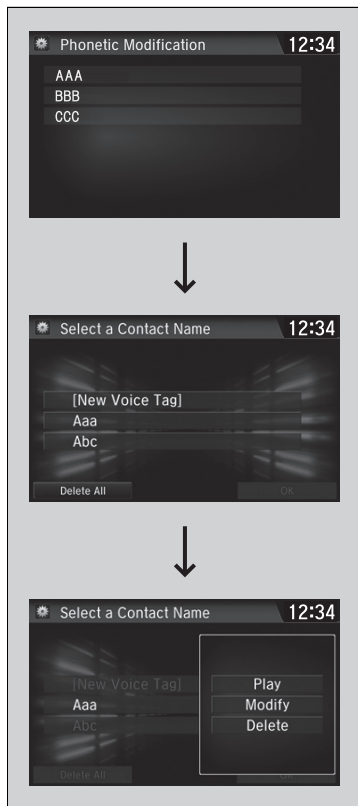 Phonetic Modification 12:34
AAA
BBB
CCC
Select a Contact Name 12:34
[New Voice Tag]
Aaa
Abc
Delete All OK
Select a Contact Name 12:34
[New Voice Tag] Play
Aaa Modify
Abc Delete
Delete All OK